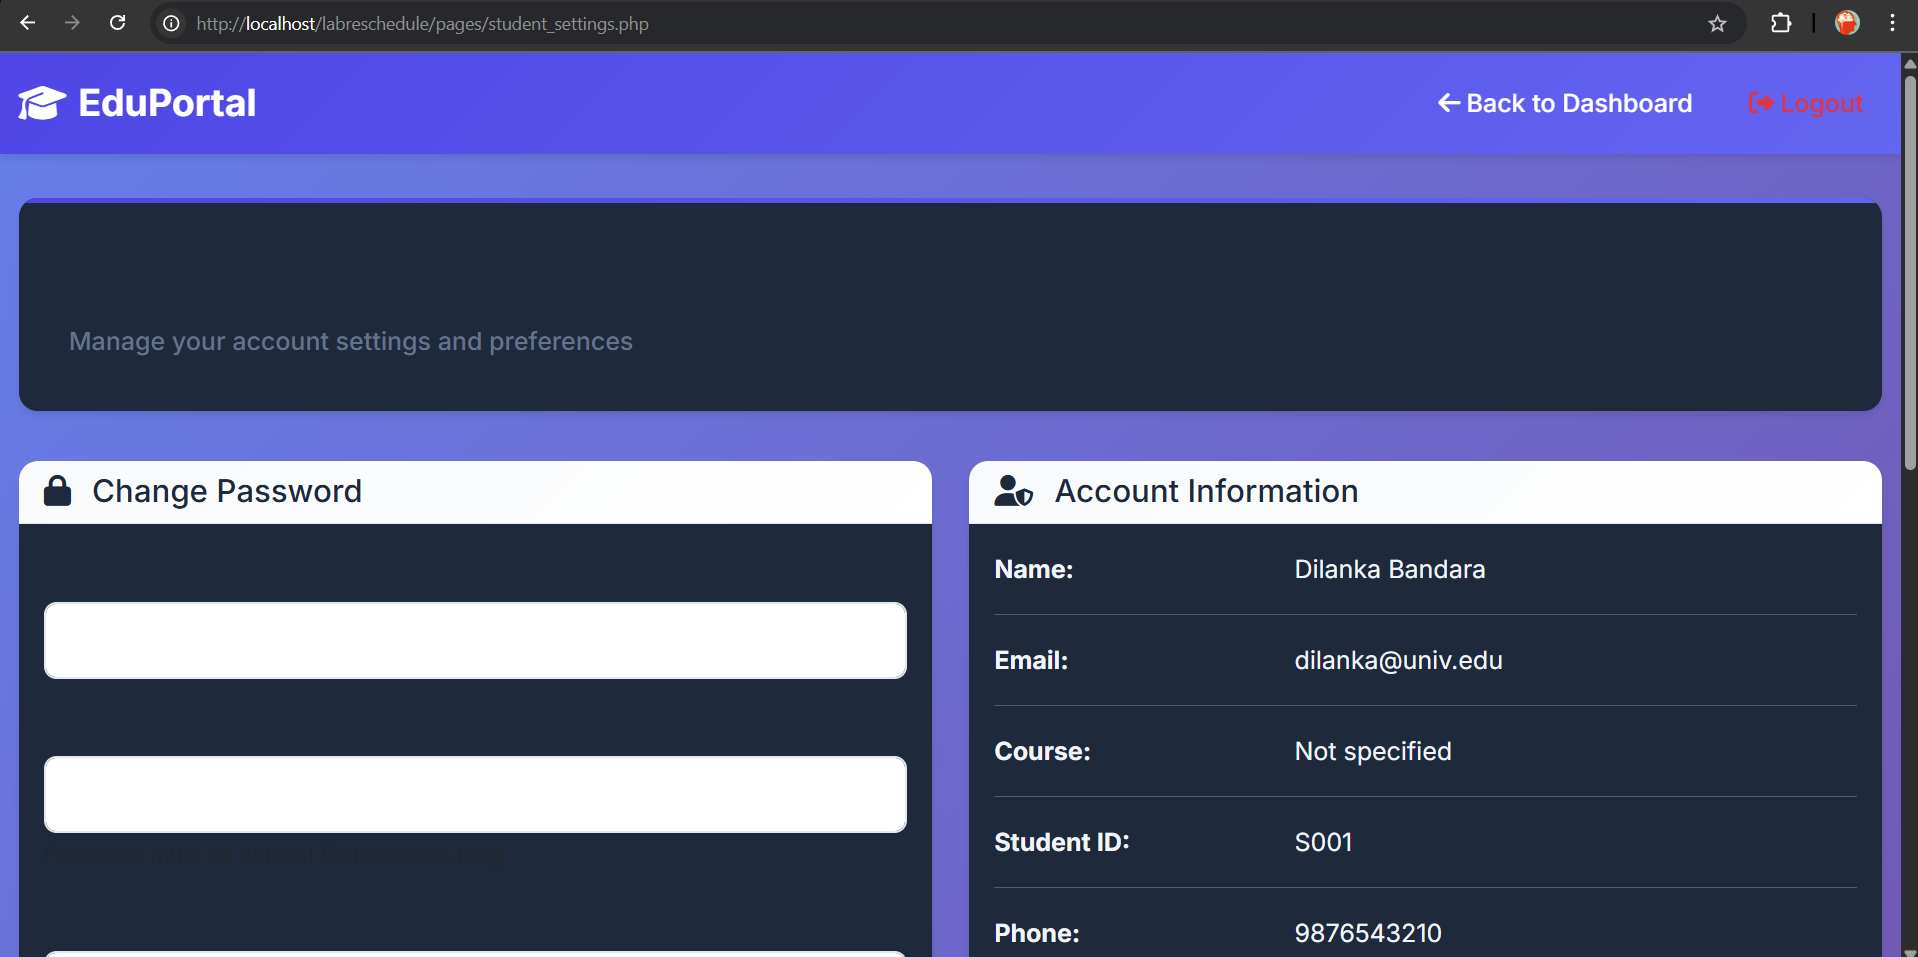 http://localhost/labreschedule/pages/student_settings.php
EduPortal
Back to Dashboard
Logout
Manage your account settings and preferences
Change Password
Password must be at least 8 characters long
Account Information
Name: Dilanka Bandara
Email: dilanka@univ.edu
Course: Not specified
Student ID: S001
Phone: 9876543210